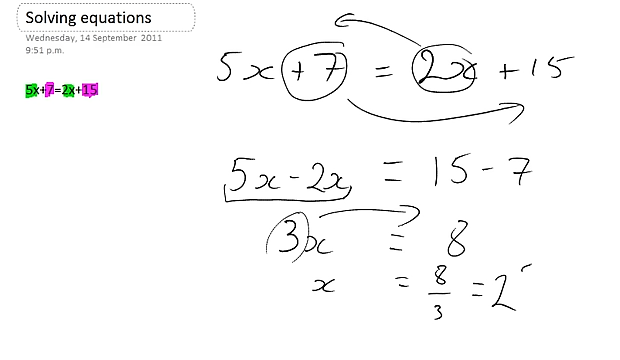 Solving equations
Wednesday, 14 September 2011
9:51 p.m.
5x+7=2x+15
5x + 7 = 2x + 15
5x - 2x = 15 - 7
3x = 8
x = 8/3 = 2